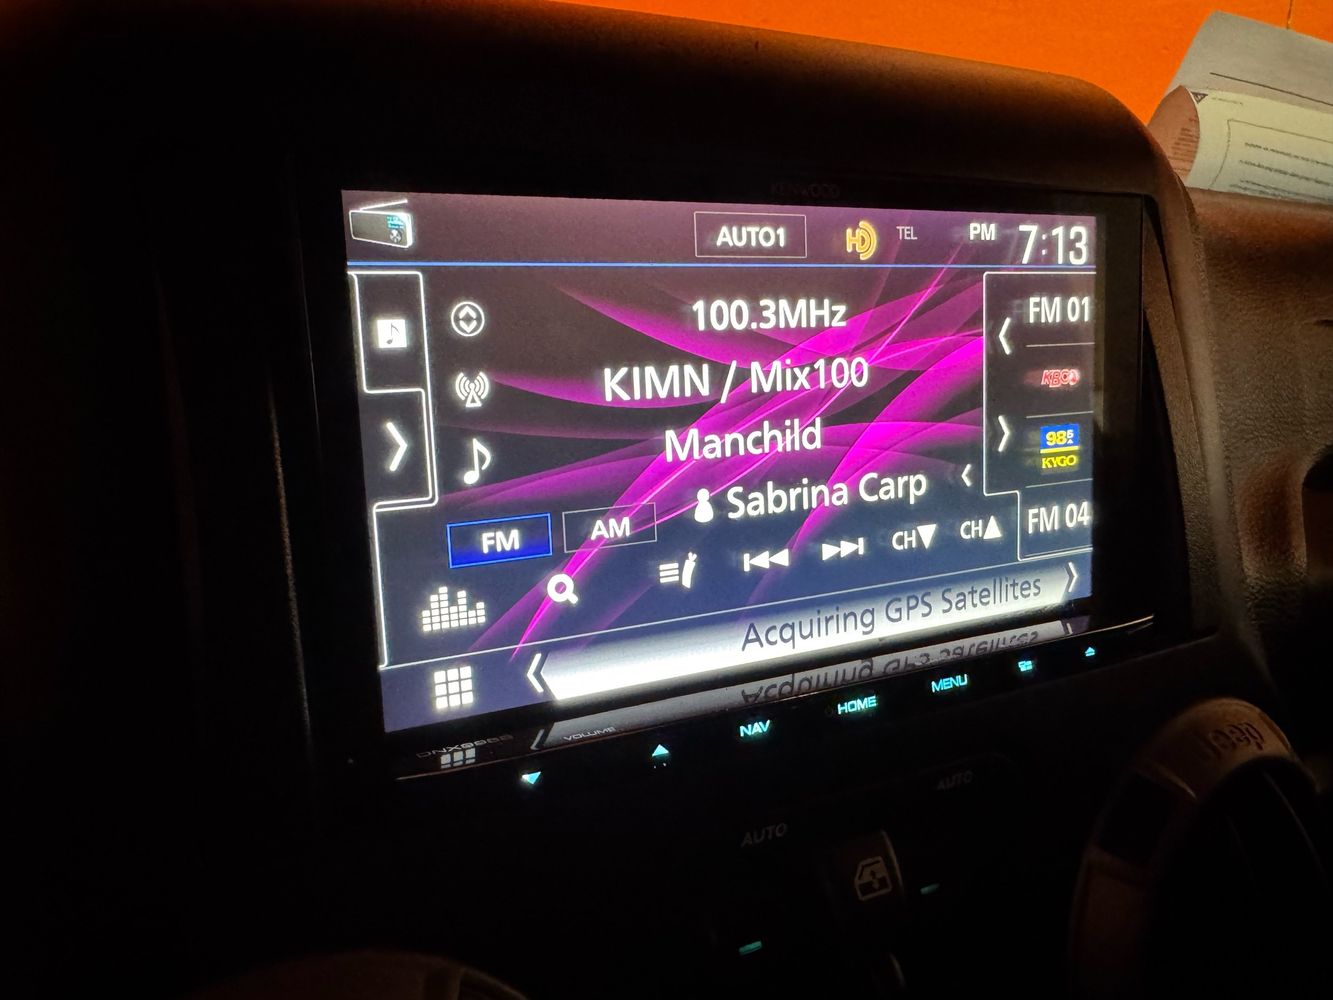 KENWOOD
AUTO1
HD
TEL
PM 7:13
100.3MHz
KIMN / Mix100
Manchild
Sabrina Carp
FM
AM
CH▼
CH▲
FM 01
KBCO
98.5
KYGO
FM 04
Acquiring GPS Satellites
VOLUME
NAV
HOME
MENU
AUTO
AUTO
Jeep